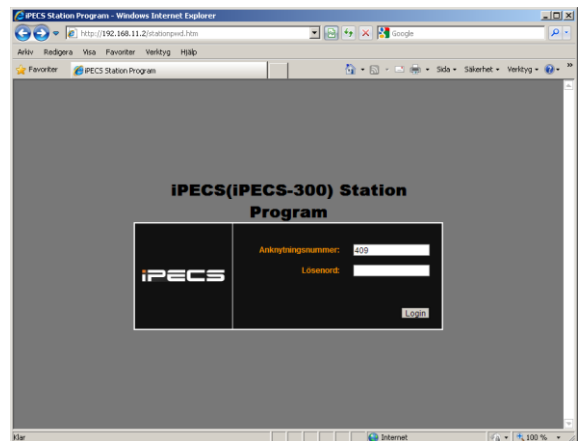 iPECS Station Program - Windows Internet Explorer
http://192.168.11.2/stationpwd.htm
Google
Arkiv Redigera Visa Favoriter Verktyg Hjälp
Favoriter iPECS Station Program Sida Säkerhet Verktyg
iPECS(iPECS-300) Station
Program
Anknytningsnummer: 409
iPECS
Lösenord:
Login
Klar Internet 100 %